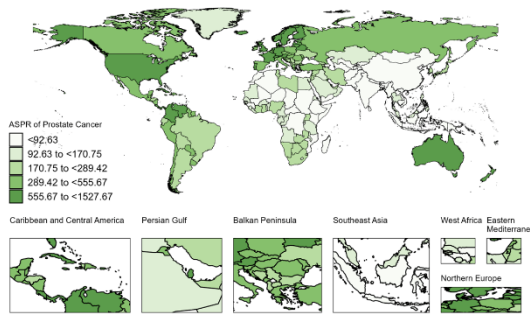 ASPR of Prostate Cancer
<92.63
92.63 to <170.75
170.75 to <289.42
289.42 to <555.67
555.67 to <1527.67
Caribbean and Central America
Persian Gulf
Balkan Peninsula
Southeast Asia
West Africa
Eastern
Mediterrane
Northern Europe